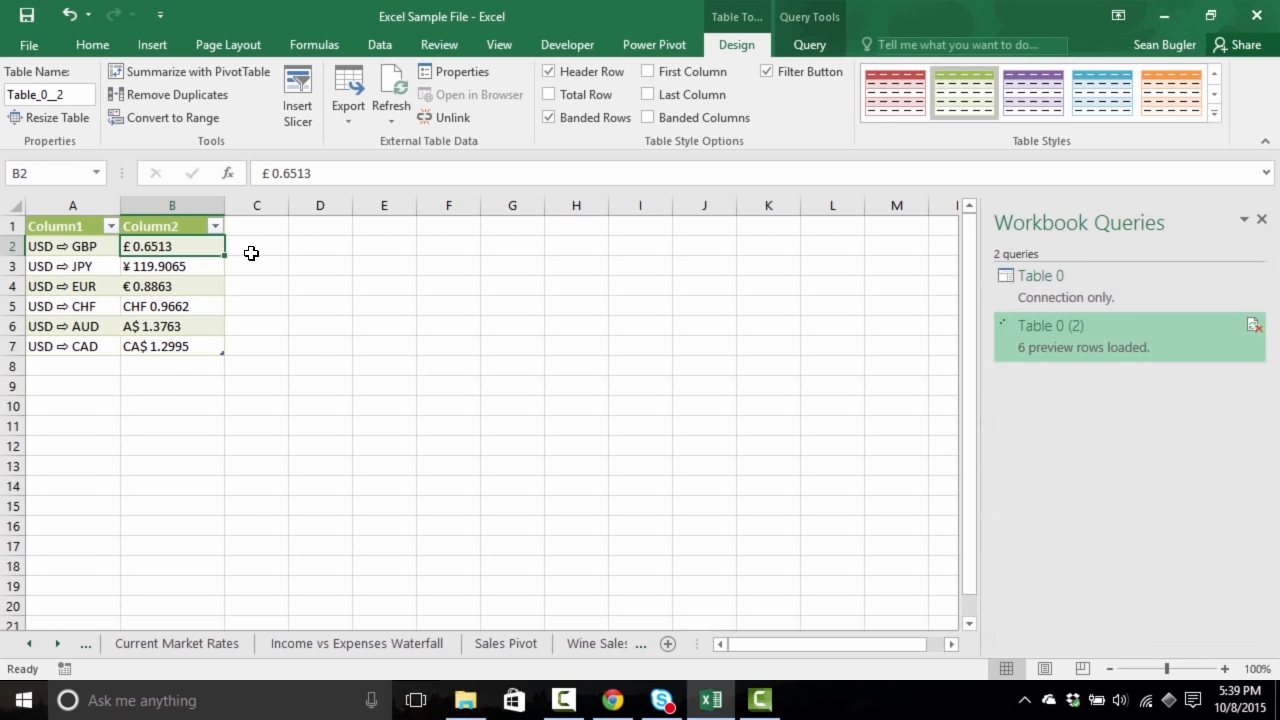 Excel Sample File - Excel
Table To...
Query Tools
File
Home
Insert
Page Layout
Formulas
Data
Review
View
Developer
Power Pivot
Design
Query
Tell me what you want to do...
Sean Bugler
Share
Table Name:
Table_0__2
Resize Table
Properties
Summarize with PivotTable
Remove Duplicates
Convert to Range
Tools
Insert
Slicer
Export
Refresh
Properties
Open in Browser
Unlink
External Table Data
Header Row
Total Row
Banded Rows
First Column
Last Column
Banded Columns
Filter Button
Table Style Options
Table Styles
B2
fx
£ 0.6513
A B C D E F G H I J K L M
1 Column1 Column2
2 USD ⇨ GBP £ 0.6513
3 USD ⇨ JPY ¥ 119.9065
4 USD ⇨ EUR € 0.8863
5 USD ⇨ CHF CHF 0.9662
6 USD ⇨ AUD A$ 1.3763
7 USD ⇨ CAD CA$ 1.2995
8
9
10
11
12
13
14
15
16
17
18
19
20
21
Workbook Queries
2 queries
Table 0
Connection only.
Table 0 (2)
6 preview rows loaded.
... Current Market Rates Income vs Expenses Waterfall Sales Pivot Wine Sales ...
Ready
100%
Ask me anything
5:39 PM
10/8/2015